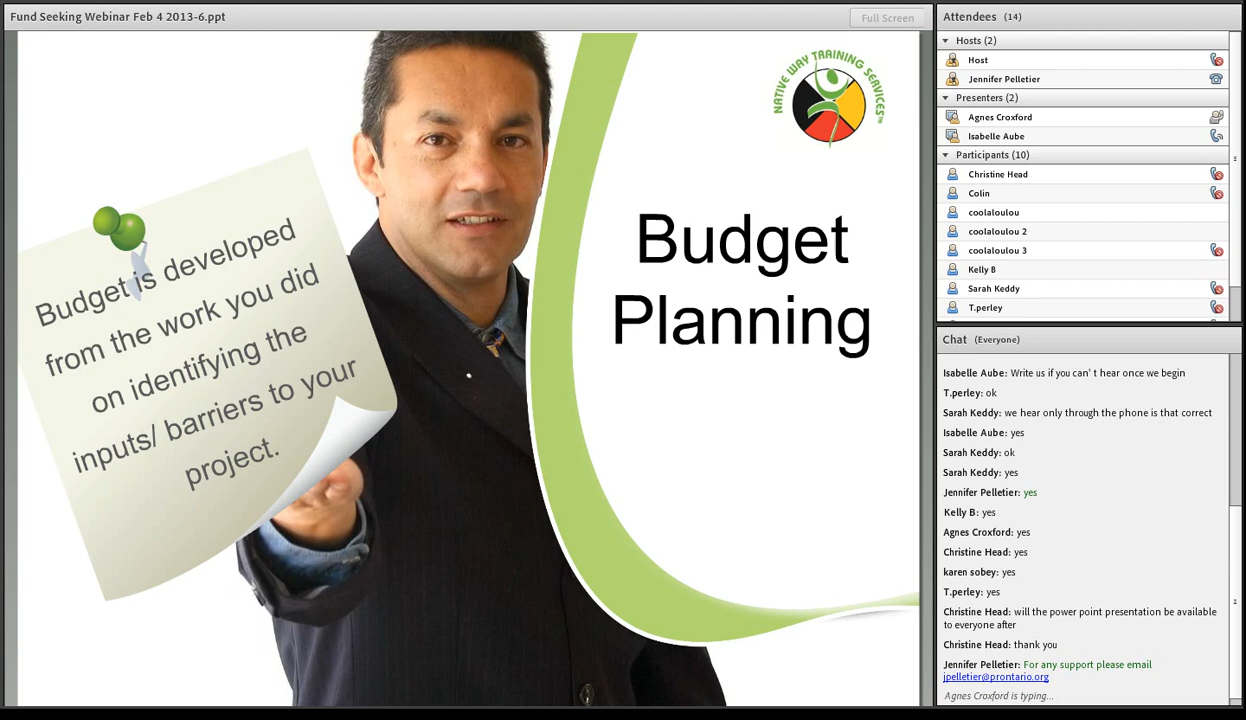 Fund Seeking Webinar Feb 4 2013-6.ppt
Full Screen
NATIVE WAY TRAINING SERVICES™
Budget is developed
from the work you did
on identifying the
inputs/ barriers to your
project.
Budget
Planning
Attendees (14)
Hosts (2)
Host
Jennifer Pelletier
Presenters (2)
Agnes Croxford
Isabelle Aube
Participants (10)
Christine Head
Colin
coolaloulou
coolaloulou 2
coolaloulou 3
Kelly B
Sarah Keddy
T.perley
Chat (Everyone)
Isabelle Aube: Write us if you can' t hear once we begin
T.perley: ok
Sarah Keddy: we hear only through the phone is that correct
Isabelle Aube: yes
Sarah Keddy: ok
Sarah Keddy: yes
Jennifer Pelletier: yes
Kelly B: yes
Agnes Croxford: yes
Christine Head: yes
karen sobey: yes
T.perley: yes
Christine Head: will the power point presentation be available
to everyone after
Christine Head: thank you
Jennifer Pelletier: For any support please email
jpelletier@prontario.org
Agnes Croxford is typing...